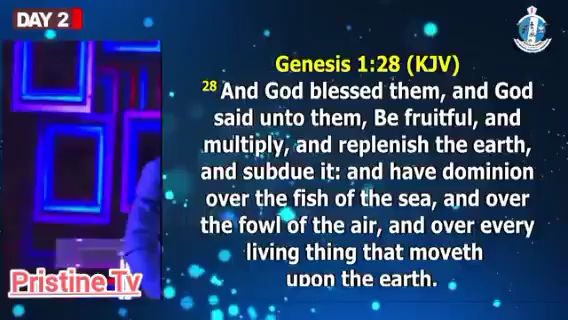 DAY 2
Genesis 1:28 (KJV)
28 And God blessed them, and God
said unto them, Be fruitful, and
multiply, and replenish the earth,
and subdue it: and have dominion
over the fish of the sea, and over
the fowl of the air, and over every
living thing that moveth
upon the earth.
Pristine Tv